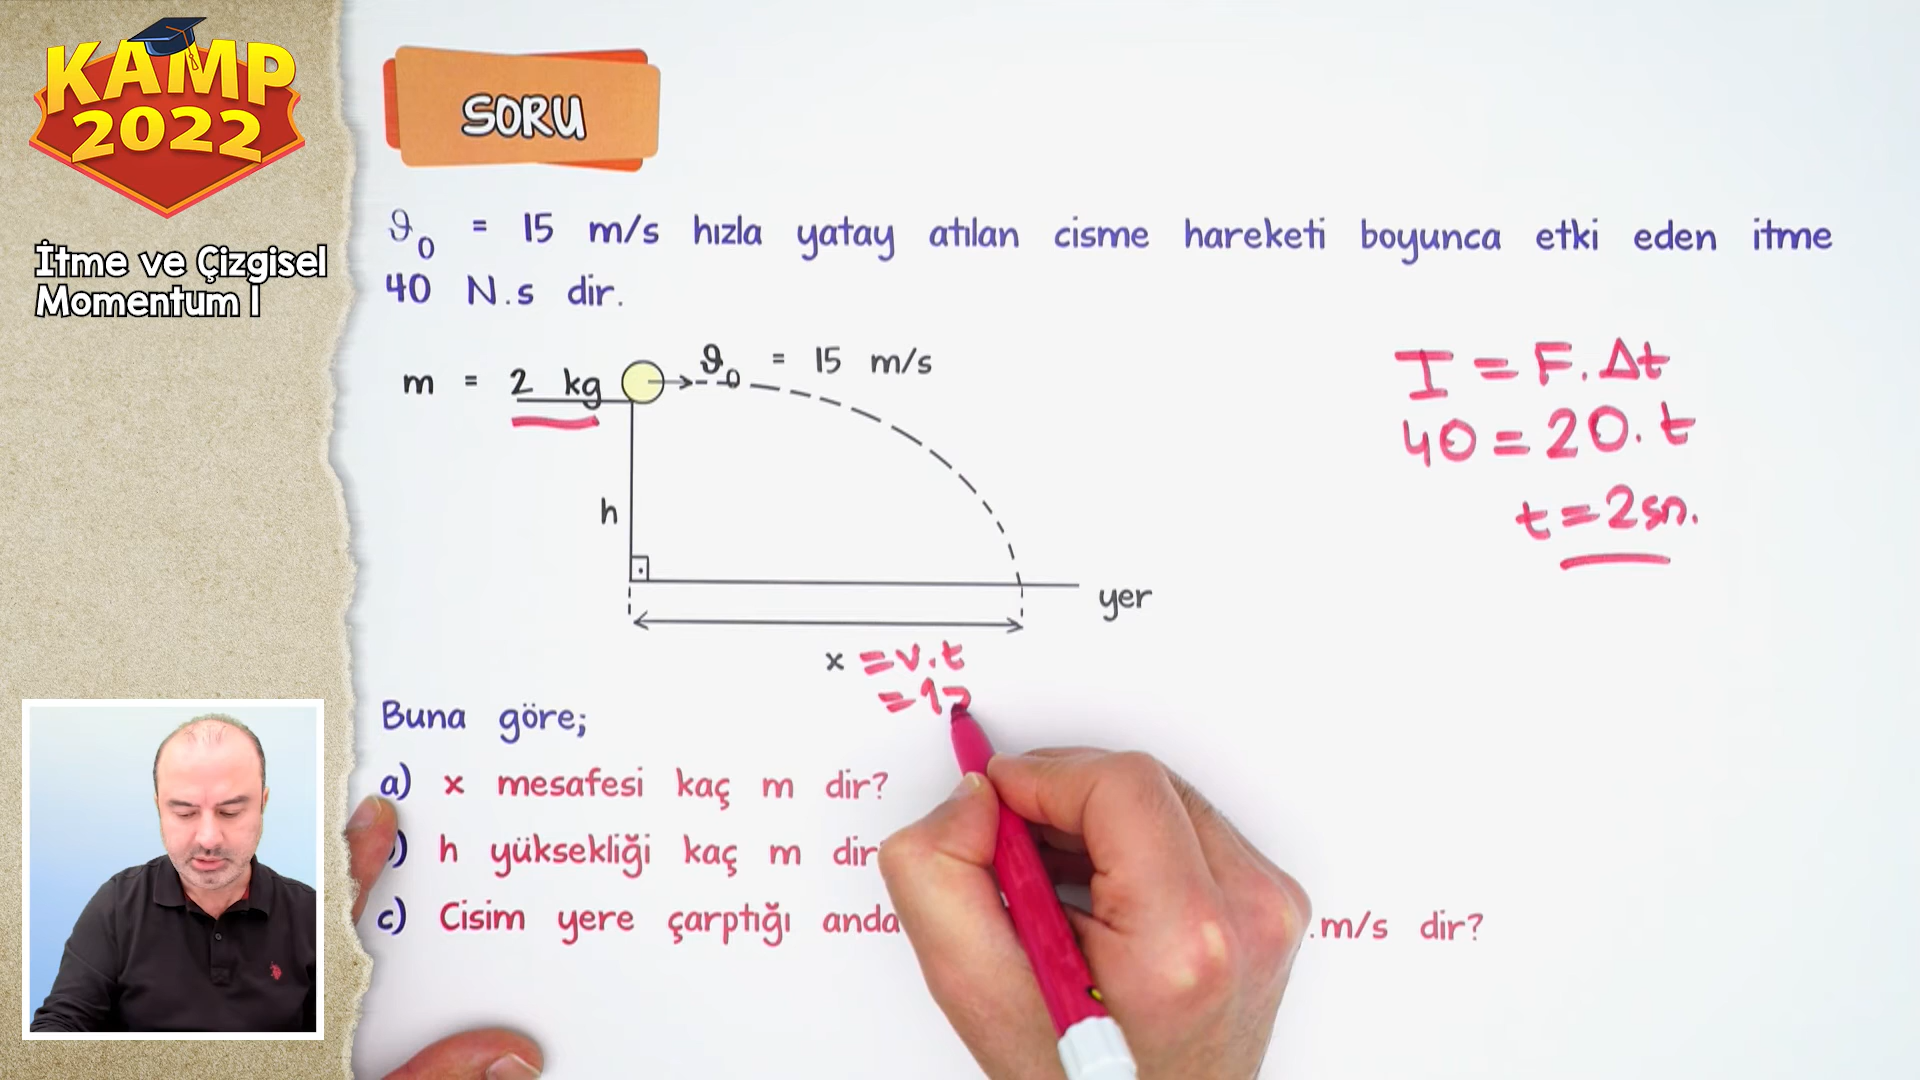 KAMP
2022
İtme ve Çizgisel
Momentum I
SORU
ϑ₀ = 15 m/s hızla yatay atılan cisme hareketi boyunca etki eden itme
40 N.s dir.
m = 2 kg
ϑ₀ = 15 m/s
h
yer
x = v.t
= 1
I = F.Δt
40 = 20.t
t = 2sn.
Buna göre;
a) x mesafesi kaç m dir?
) h yüksekliği kaç m dir
c) Cisim yere çarptığı anda .m/s dir?